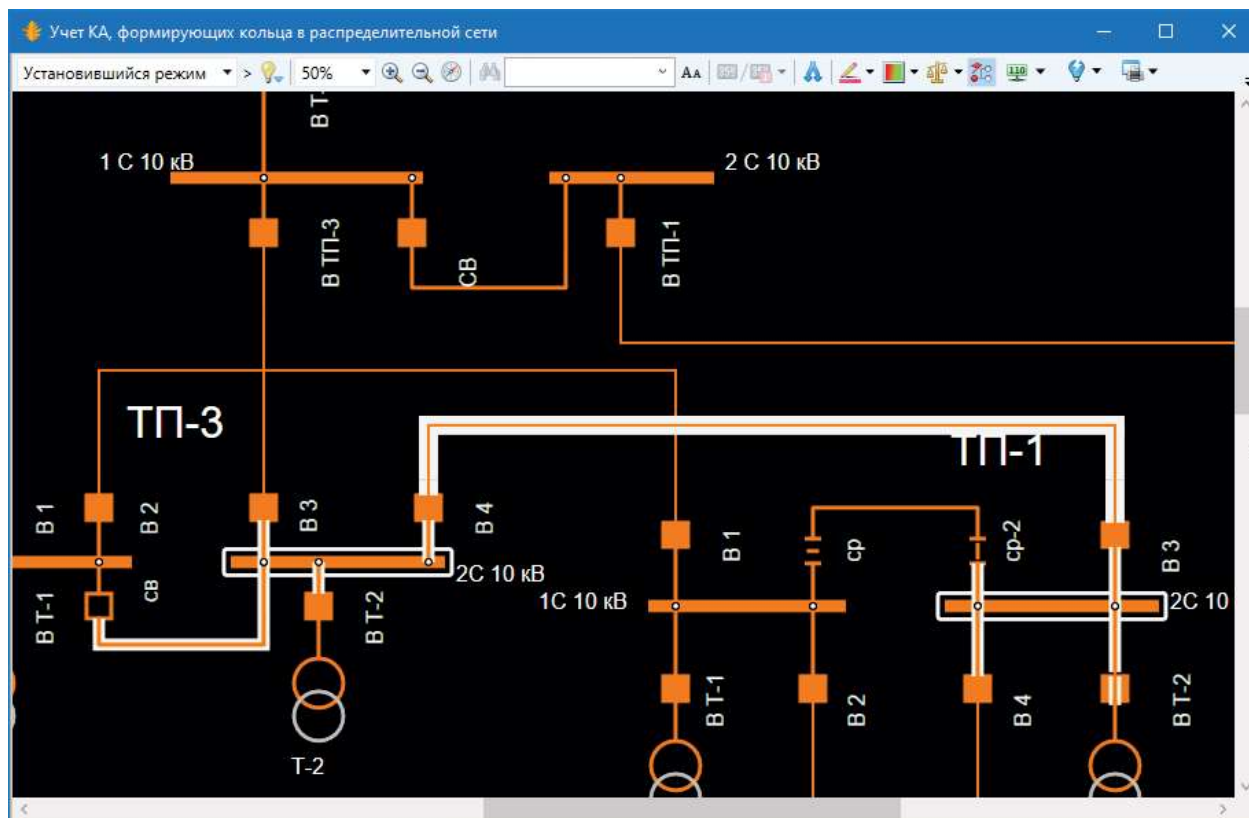 Учет КА, формирующих кольца в распределительной сети
Установившийся режим
50%
АА
110
В Т-
1 С 10 кВ
2 С 10 кВ
В ТП-3
СВ
В ТП-1
ТП-3
ТП-1
В 1
В 2
В 3
В 4
В 1
ср
ср-2
В 3
2С 10 кВ
св
В Т-1
В Т-2
1С 10 кВ
2С 10
В Т-1
В 2
В 4
В Т-2
Т-2